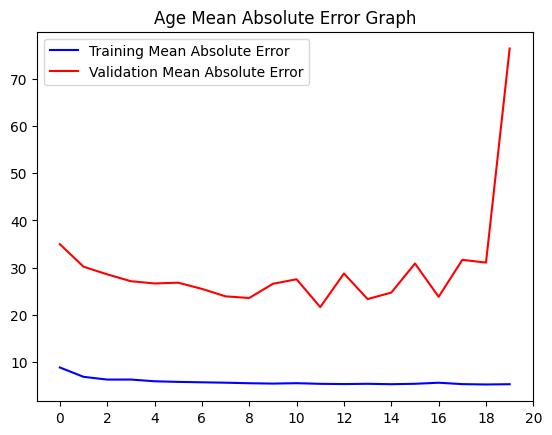 Age Mean Absolute Error Graph
Training Mean Absolute Error
Validation Mean Absolute Error
70
60
50
40
30
20
10
0 2 4 6 8 10 12 14 16 18 20